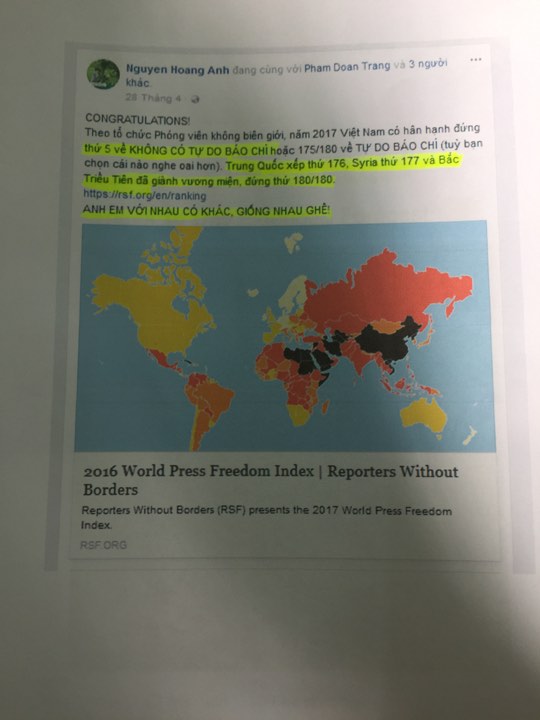 Nguyen Hoang Anh đang cùng với Pham Doan Trang và 3 người
khác.
28 Tháng 4 ·
CONGRATULATIONS!
Theo tổ chức Phóng viên không biên giới, năm 2017 Việt Nam có hân hạnh đứng
thứ 5 về KHÔNG CÓ TỰ DO BÁO CHÍ hoặc 175/180 về TỰ DO BÁO CHÍ (tuỳ bạn
chọn cái nào nghe oai hơn). Trung Quốc xếp thứ 176, Syria thứ 177 và Bắc
Triều Tiên đã giành vương miện, đứng thứ 180/180.
https://rsf.org/en/ranking
ANH EM VỚI NHAU CÓ KHÁC, GIỐNG NHAU GHÊ!
2016 World Press Freedom Index | Reporters Without
Borders
Reporters Without Borders (RSF) presents the 2017 World Press Freedom
Index.
RSF.ORG